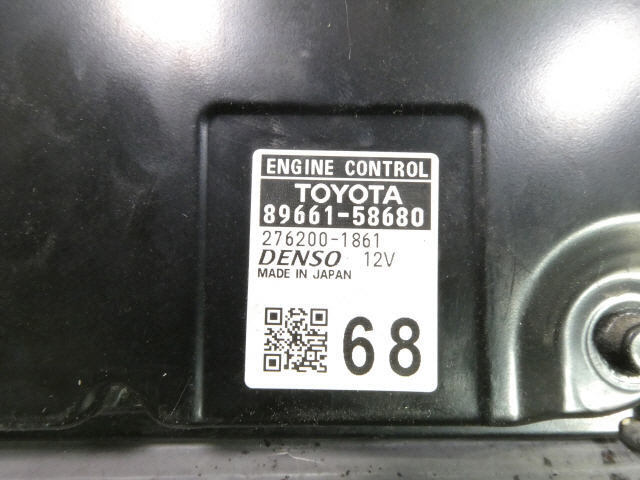 ENGINE CONTROL
TOYOTA
89661-58680
276200-1861
DENSO 12V
MADE IN JAPAN
68